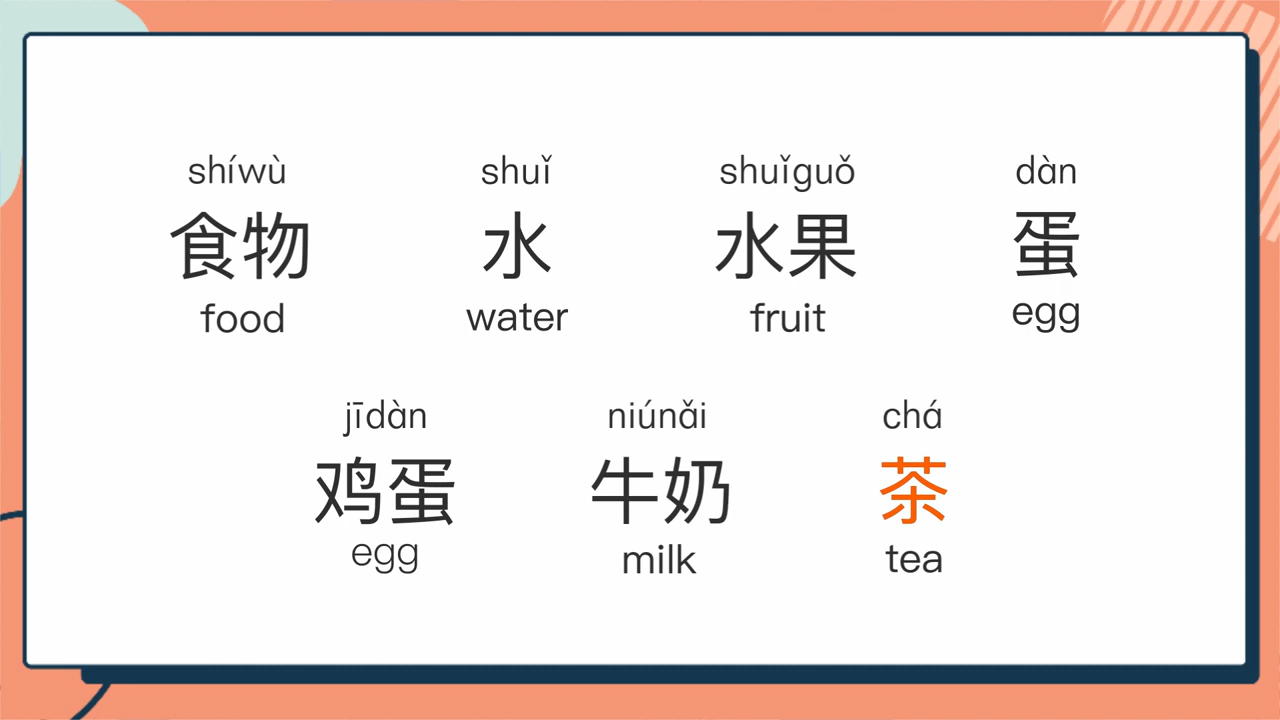 shíwù shuǐ shuǐguǒ dàn
食物 水 水果 蛋
food water fruit egg
jīdàn niúnǎi chá
鸡蛋 牛奶 茶
egg milk tea